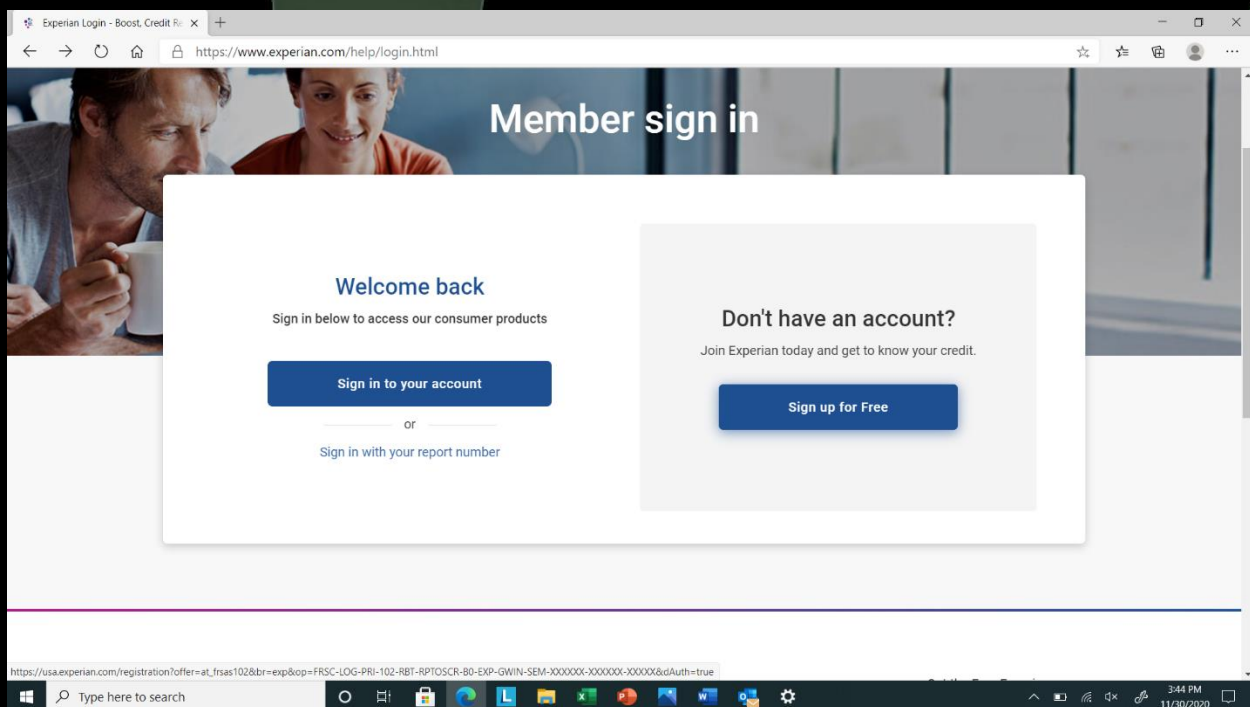 Experian Login - Boost, Credit Re
https://www.experian.com/help/login.html
Member sign in
Welcome back
Sign in below to access our consumer products
Sign in to your account
or
Sign in with your report number
Don't have an account?
Join Experian today and get to know your credit.
Sign up for Free
https://usa.experian.com/registration?offer=at_frsas102&br=exp&op=FRSC-LOG-PRI-102-RBT-RPTOSCR-B0-EXP-GWIN-SEM-XXXXXX-XXXXXX-XXXXX&dAuth=true
Type here to search
3:44 PM
11/30/2020